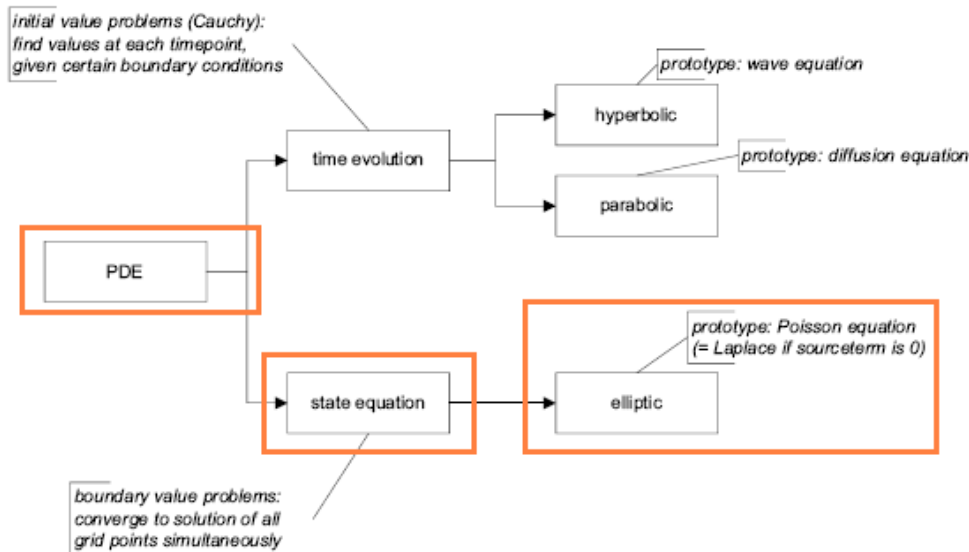 initial value problems (Cauchy):
find values at each timepoint,
given certain boundary conditions
prototype: wave equation
hyperbolic
time evolution
prototype: diffusion equation
parabolic
PDE
prototype: Poisson equation
(= Laplace if sourceterm is 0)
state equation
elliptic
boundary value problems:
converge to solution of all
grid points simultaneously